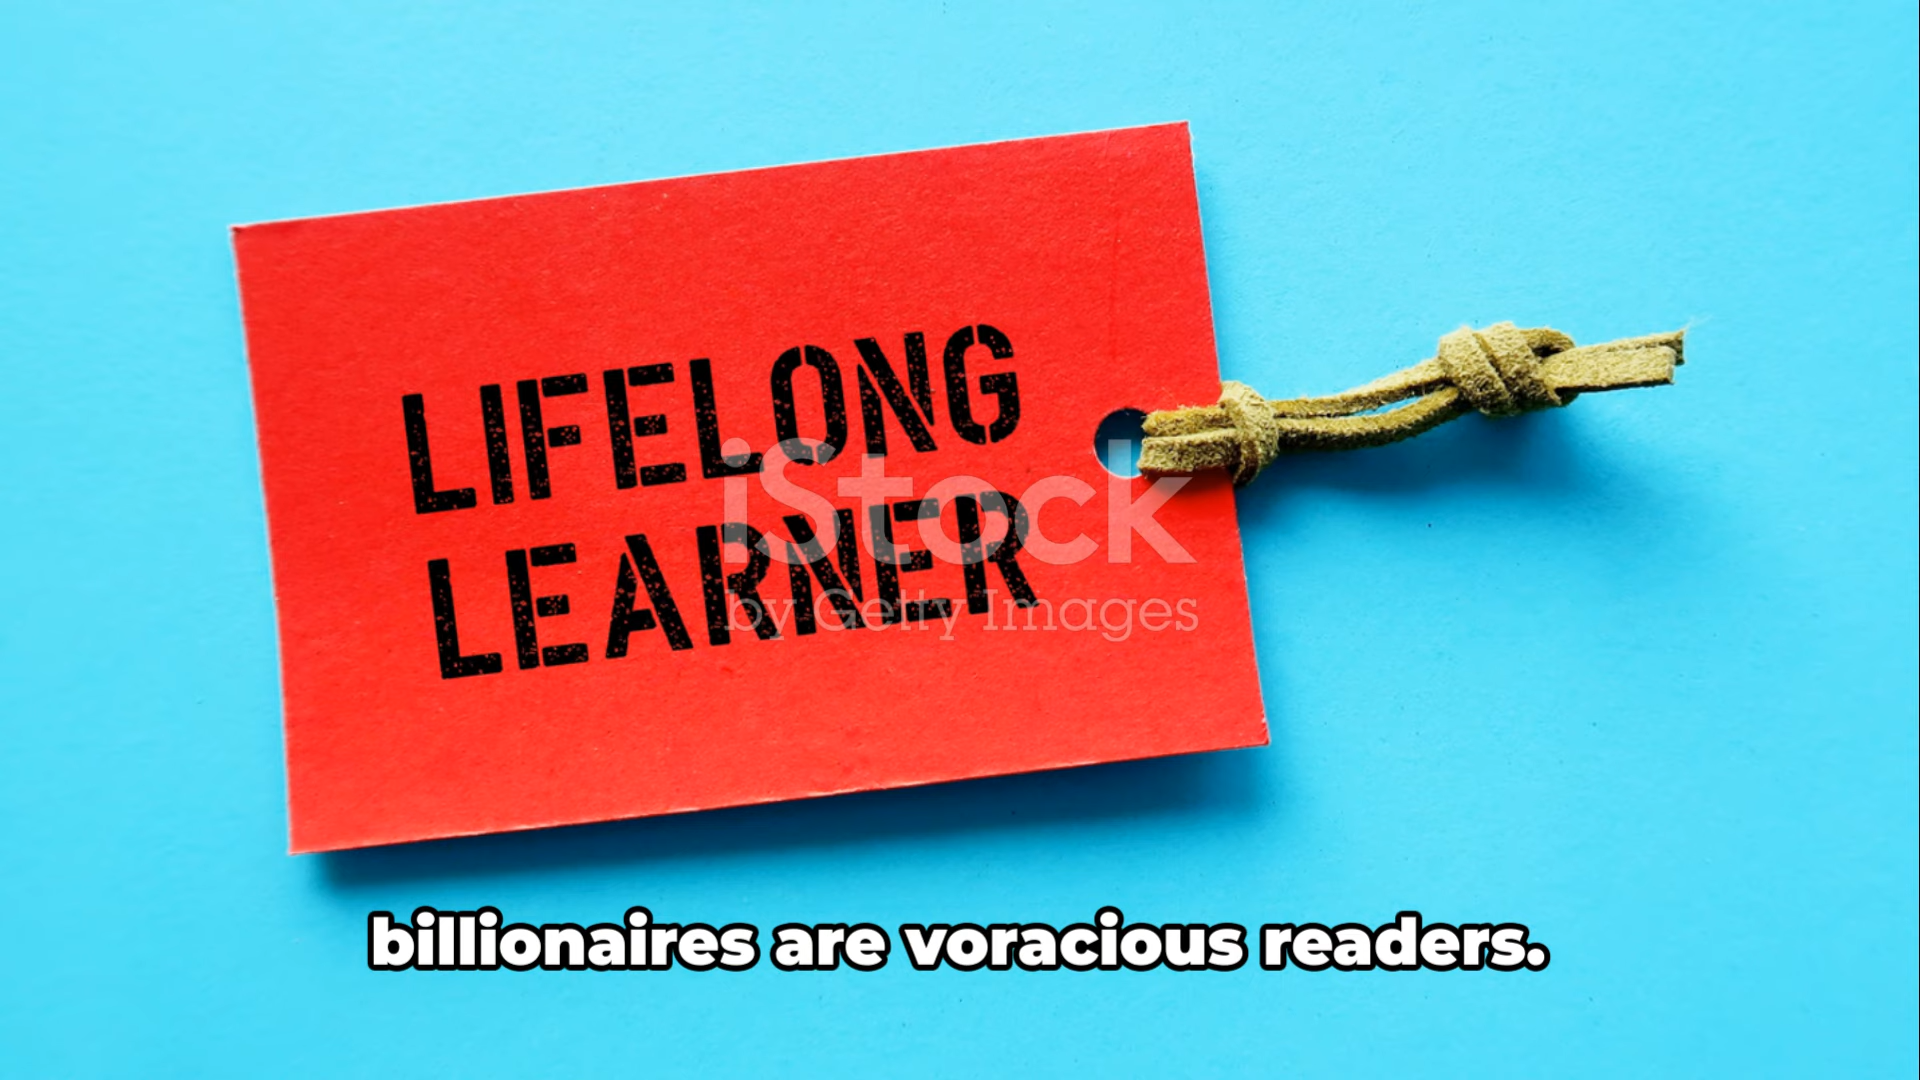 LIFELONG
LEARNER
iStock
by Getty Images
billionaires are voracious readers.